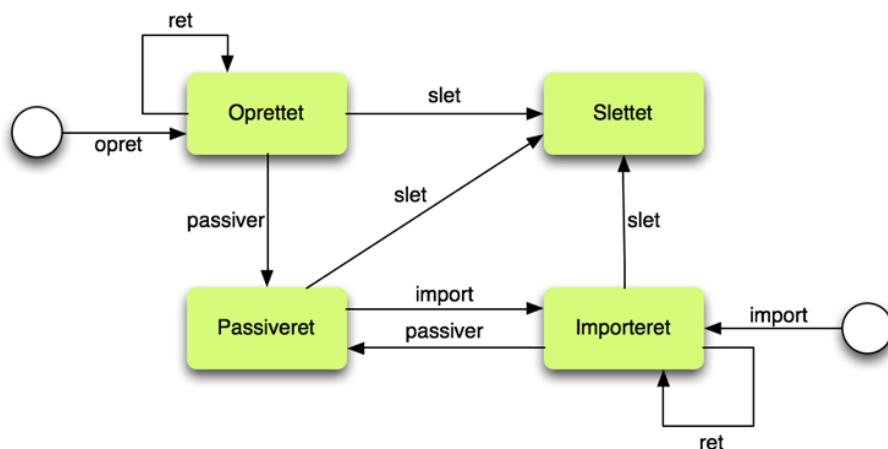 ret
Oprettet
slet
Slettet
opret
passiver
slet
slet
Passiveret
import
passiver
Importeret
import
ret